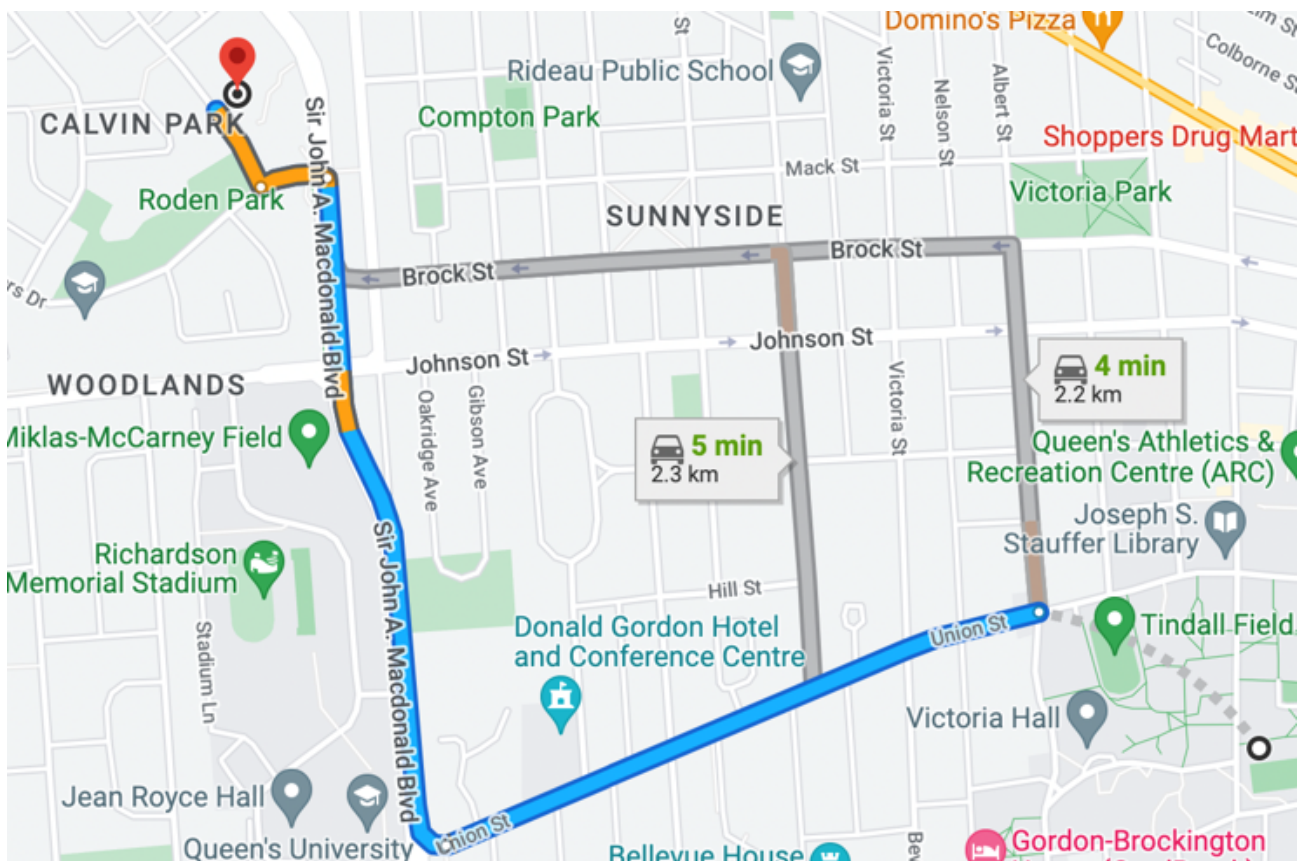 Domino's Pizza
St
Rideau Public School
Colborne St
Victoria St
Nelson St
Albert St
Compton Park
CALVIN PARK
Sir John A. Macdonald Blvd
Shoppers Drug Mart
Mack St
Roden Park
Victoria Park
SUNNYSIDE
Brock St
Brock St
Dr
Johnson St
Johnson St
WOODLANDS
4 min
2.2 km
Victoria St
Oakridge Ave
Gibson Ave
Miklas-McCarney Field
5 min
2.3 km
Queen's Athletics &
Recreation Centre (ARC)
Joseph S.
Stauffer Library
Richardson
Memorial Stadium
Sir John A. Macdonald Blvd
Hill St
Donald Gordon Hotel
and Conference Centre
Union St
Tindall Field
Stadium Ln
Victoria Hall
Jean Royce Hall
Union St
Queen's University
Bellevue House
Gordon-Brockington